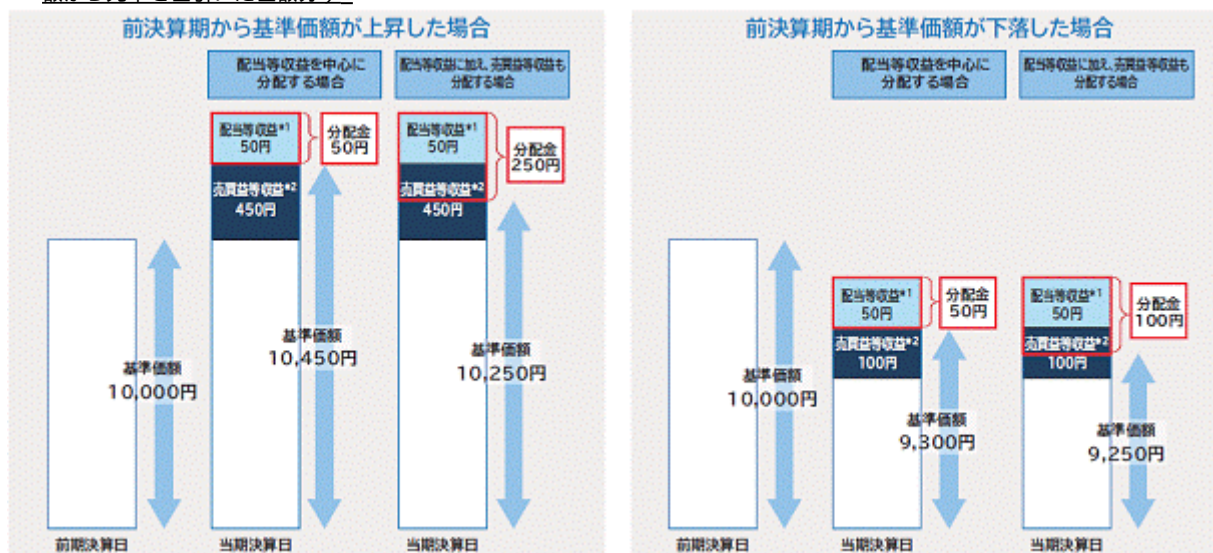 前決算期から基準価額が上昇した場合
配当等収益を中心に
分配する場合
配当等収益に加え、売買益等収益も
分配する場合
配当等収益*1
50円
分配金
50円
売買益等収益*2
450円
配当等収益*1
50円
分配金
250円
売買益等収益*2
450円
基準価額
10,000円
基準価額
10,450円
基準価額
10,250円
前期決算日
当期決算日
当期決算日
前決算期から基準価額が下落した場合
配当等収益を中心に
分配する場合
配当等収益に加え、売買益等収益も
分配する場合
配当等収益*1
50円
分配金
50円
売買益等収益*2
100円
配当等収益*1
50円
分配金
100円
売買益等収益*2
100円
基準価額
10,000円
基準価額
9,300円
基準価額
9,250円
前期決算日
当期決算日
当期決算日